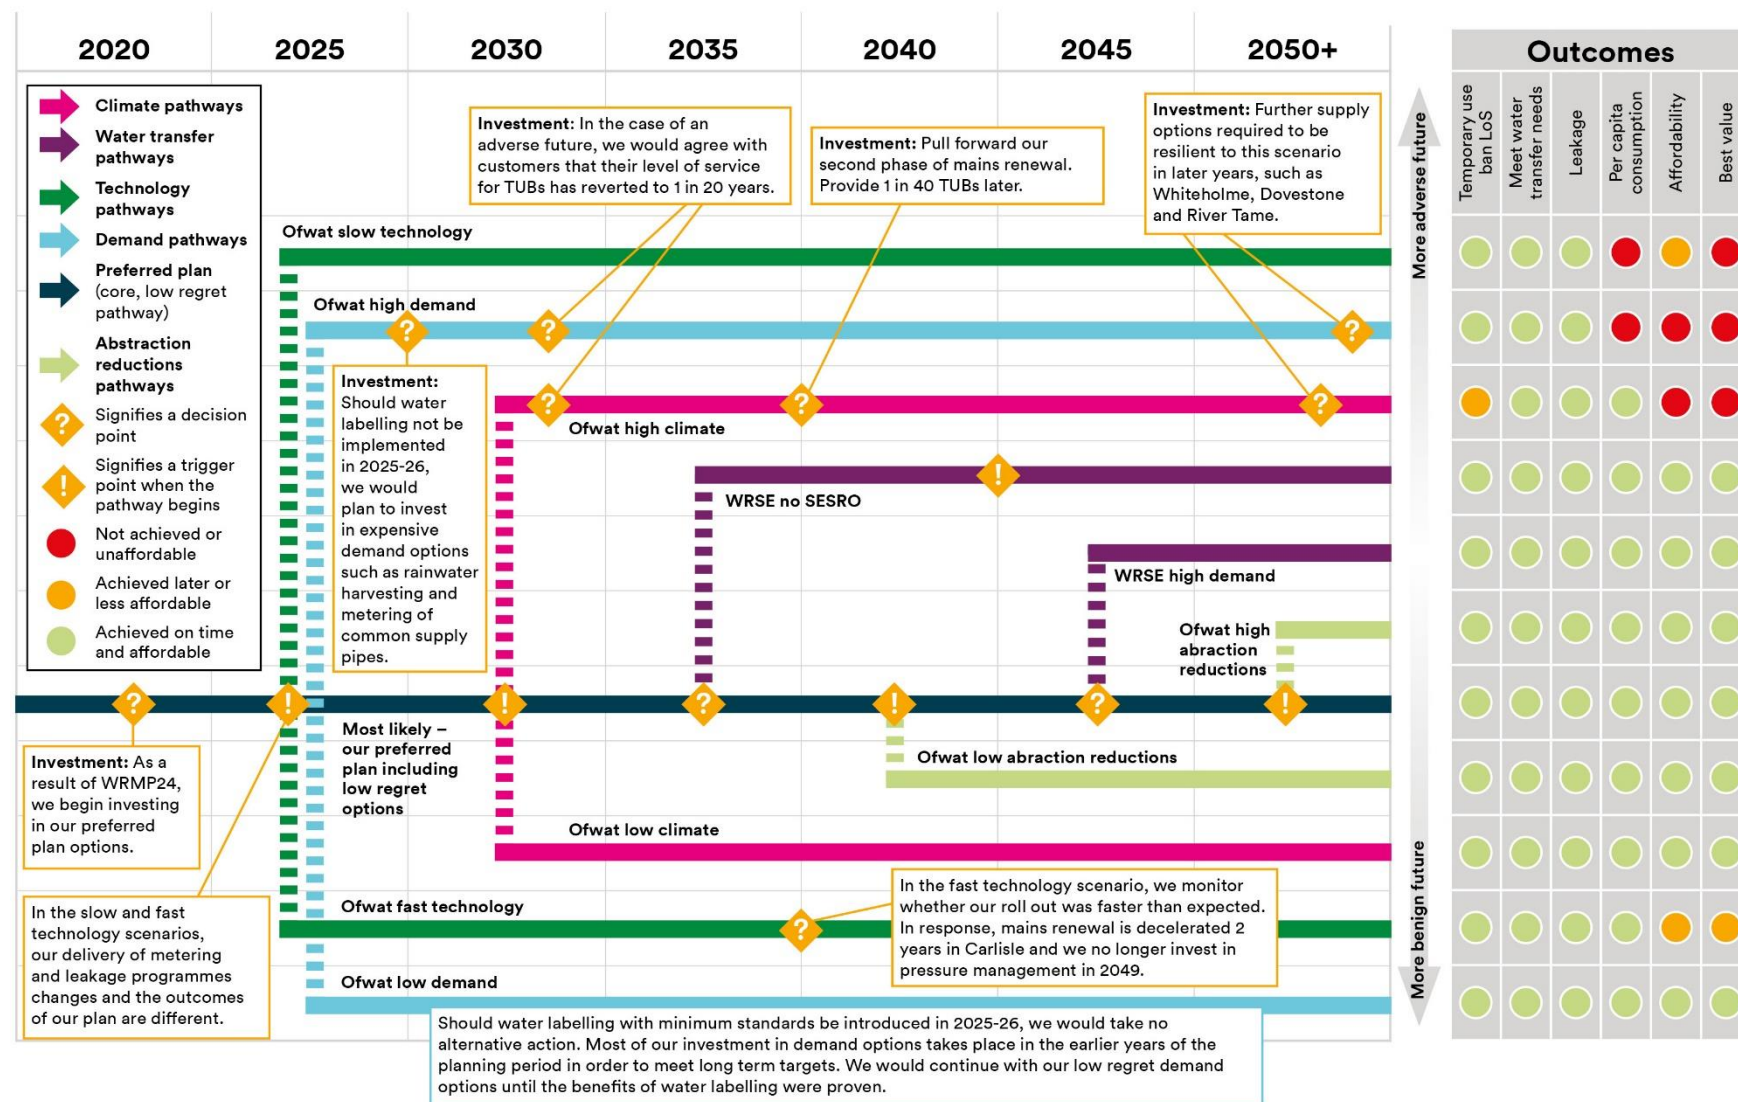 2020 2025 2030 2035 2040 2045 2050+
Outcomes
Climate pathways
Water transfer
pathways
Technology
pathways
Demand pathways
Preferred plan
(core, low regret
pathway)
Abstraction
reductions
pathways
? Signifies a decision
point
! Signifies a trigger
point when the
pathway begins
Not achieved or
unaffordable
Achieved later or
less affordable
Achieved on time
and affordable
Investment: In the case of an
adverse future, we would agree with
customers that their level of service
for TUBs has reverted to 1 in 20 years.
Investment: Pull forward our
second phase of mains renewal.
Provide 1 in 40 TUBs later.
Investment: Further supply
options required to be
resilient to this scenario
in later years, such as
Whiteholme, Dovestone
and River Tame.
More adverse future
Temporary use
ban LoS
Meet water
transfer needs
Leakage
Per capita
consumption
Affordability
Best value
Ofwat slow technology
Ofwat high demand
? ? ?
Investment:
Should water
labelling not be
implemented
in 2025-26,
we would
plan to invest
in expensive
demand options
such as rainwater
harvesting and
metering of
common supply
pipes.
? ? ?
Ofwat high climate
!
WRSE no SESRO
WRSE high demand
Ofwat high
abraction
reductions
? ! ! ? ! ? !
Most likely –
our preferred
plan including
low regret
options
Investment: As a
result of WRMP24,
we begin investing
in our preferred
plan options.
Ofwat low abraction reductions
Ofwat low climate
In the slow and fast
technology scenarios,
our delivery of metering
and leakage programmes
changes and the outcomes
of our plan are different.
Ofwat fast technology
?
In the fast technology scenario, we monitor
whether our roll out was faster than expected.
In response, mains renewal is decelerated 2
years in Carlisle and we no longer invest in
pressure management in 2049.
More benign future
Ofwat low demand
Should water labelling with minimum standards be introduced in 2025-26, we would take no
alternative action. Most of our investment in demand options takes place in the earlier years of the
planning period in order to meet long term targets. We would continue with our low regret demand
options until the benefits of water labelling were proven.